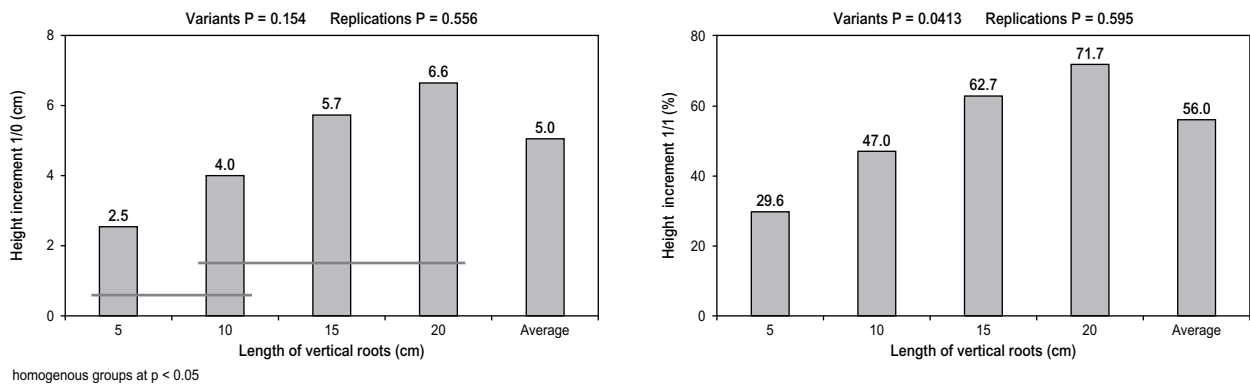 Variants P = 0.154 Replications P = 0.556
Height increment 1/0 (cm)
8
6
4
2
0
2.5
4.0
5.7
6.6
5.0
5 10 15 20 Average
Length of vertical roots (cm)
homogenous groups at p < 0.05
Variants P = 0.0413 Replications P = 0.595
Height increment 1/1 (%)
80
60
40
20
0
29.6
47.0
62.7
71.7
56.0
5 10 15 20 Average
Length of vertical roots (cm)